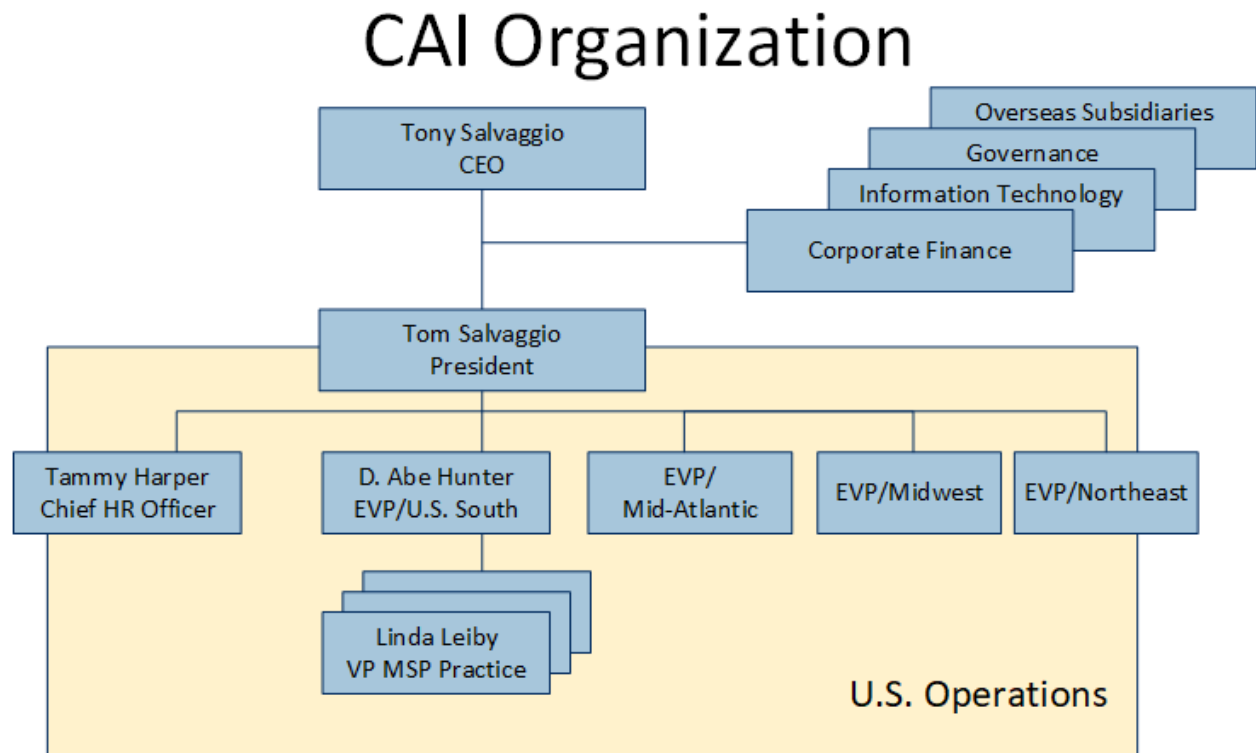 CAI Organization
Tony Salvaggio
CEO
Overseas Subsidiaries
Governance
Information Technology
Corporate Finance
Tom Salvaggio
President
Tammy Harper
Chief HR Officer
D. Abe Hunter
EVP/U.S. South
EVP/
Mid-Atlantic
EVP/Midwest
EVP/Northeast
Linda Leiby
VP MSP Practice
U.S. Operations